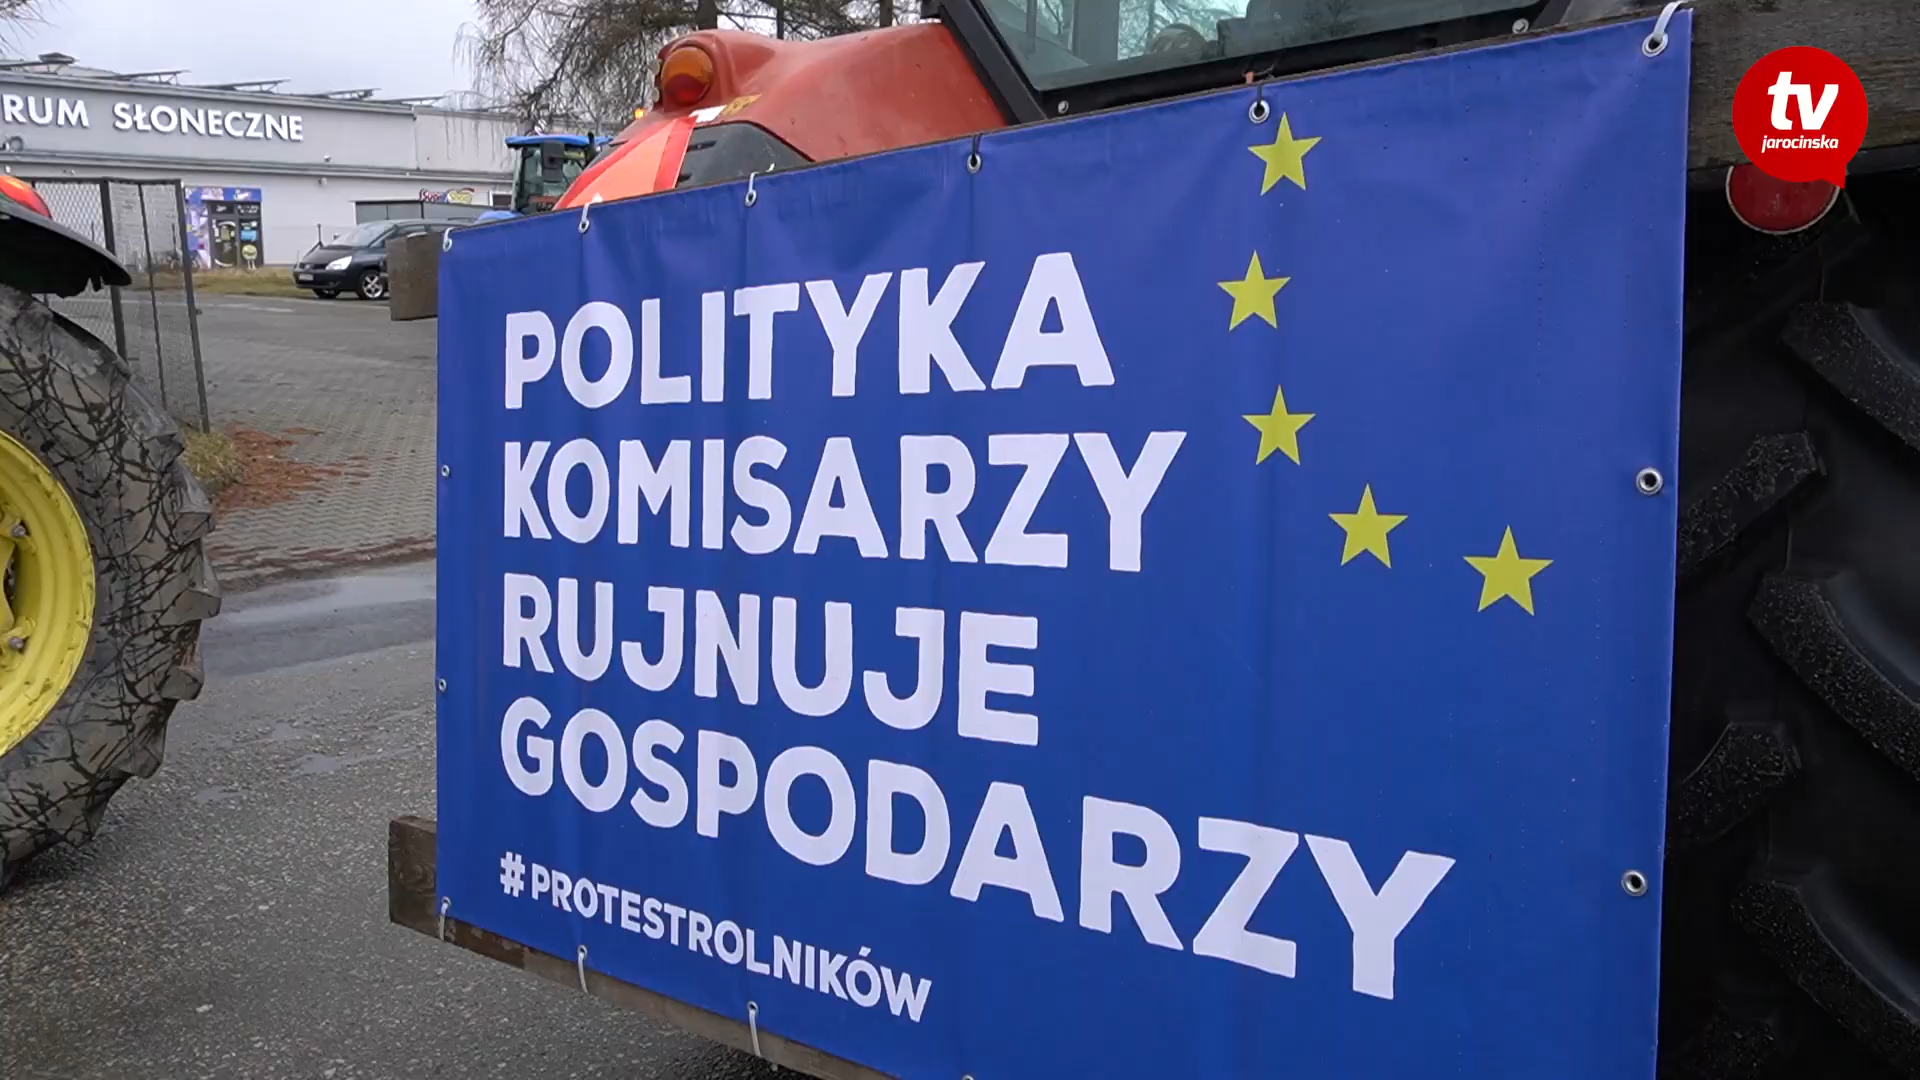 RUM SŁONECZNE
tv
jarocinska
POLITYKA
KOMISARZY
RUJNUJE
GOSPODARZY
#PROTESTROLNIKÓW